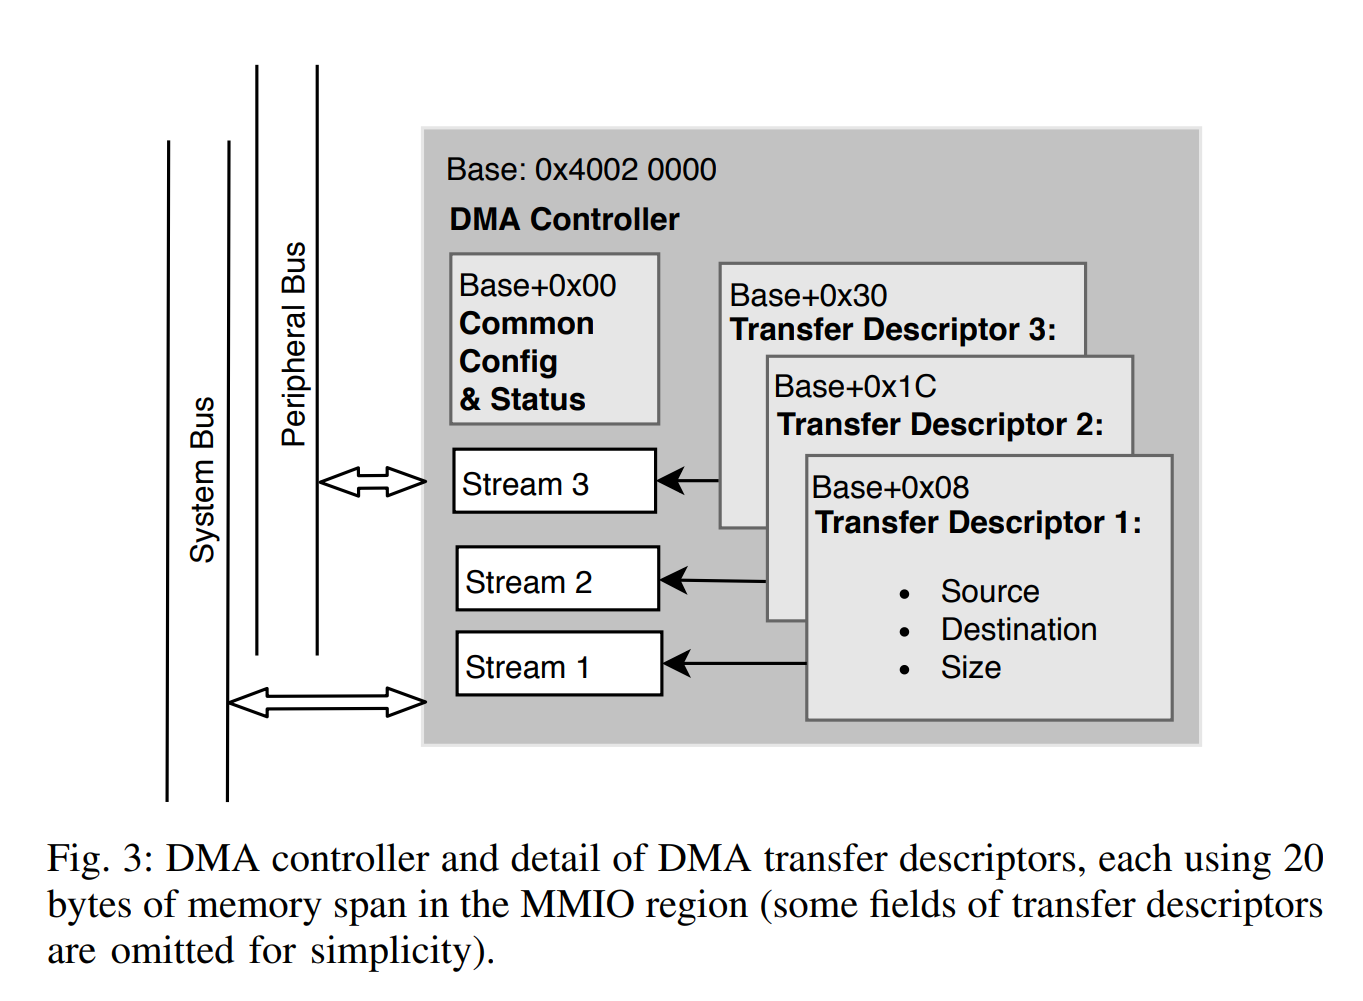 System Bus
Peripheral Bus
Base: 0x4002 0000
DMA Controller
Base+0x00
Common
Config
& Status
Stream 3
Stream 2
Stream 1
Base+0x30
Transfer Descriptor 3:
Base+0x1C
Transfer Descriptor 2:
Base+0x08
Transfer Descriptor 1:
• Source
• Destination
• Size
Fig. 3: DMA controller and detail of DMA transfer descriptors, each using 20
bytes of memory span in the MMIO region (some fields of transfer descriptors
are omitted for simplicity).